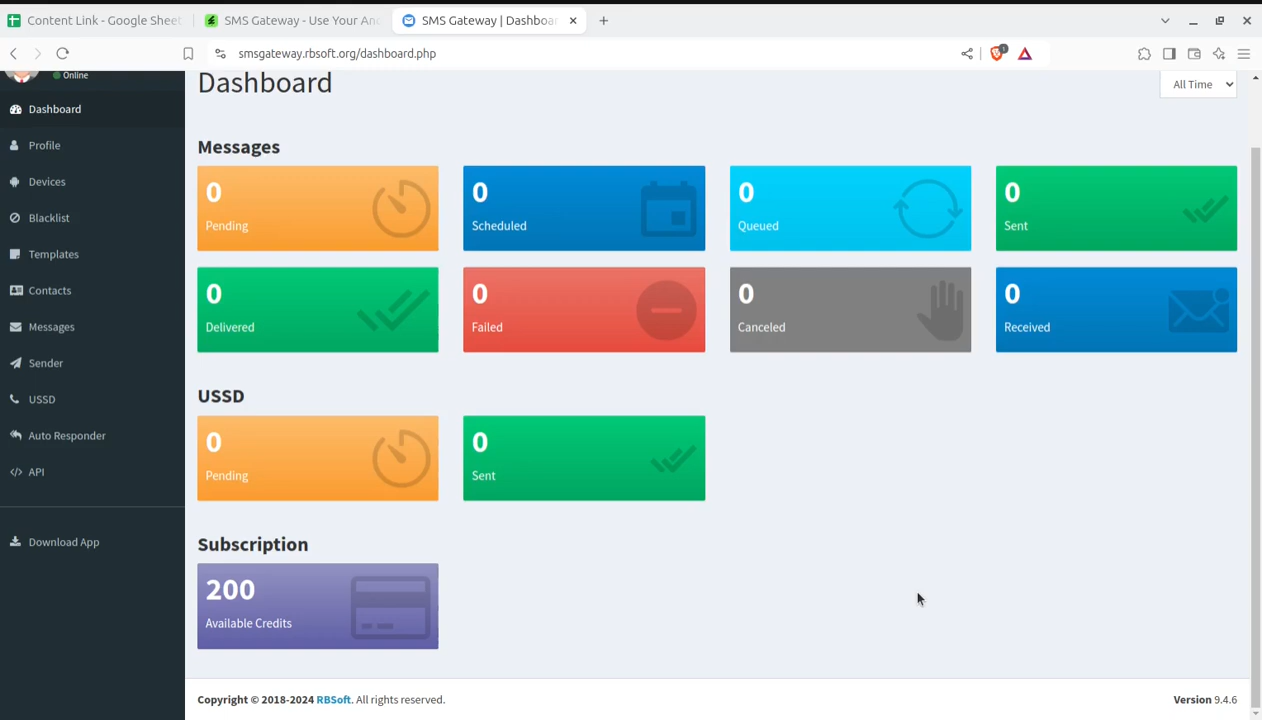 Content Link - Google Sheet
SMS Gateway - Use Your And
SMS Gateway | Dashboar
smsgateway.rbsoft.org/dashboard.php
1
Online
Dashboard
Profile
Devices
Blacklist
Templates
Contacts
Messages
Sender
USSD
Auto Responder
API
Download App
Dashboard
All Time
Messages
0
Pending
0
Scheduled
0
Queued
0
Sent
0
Delivered
0
Failed
0
Canceled
0
Received
USSD
0
Pending
0
Sent
Subscription
200
Available Credits
Copyright © 2018-2024 RBSoft. All rights reserved.
Version 9.4.6